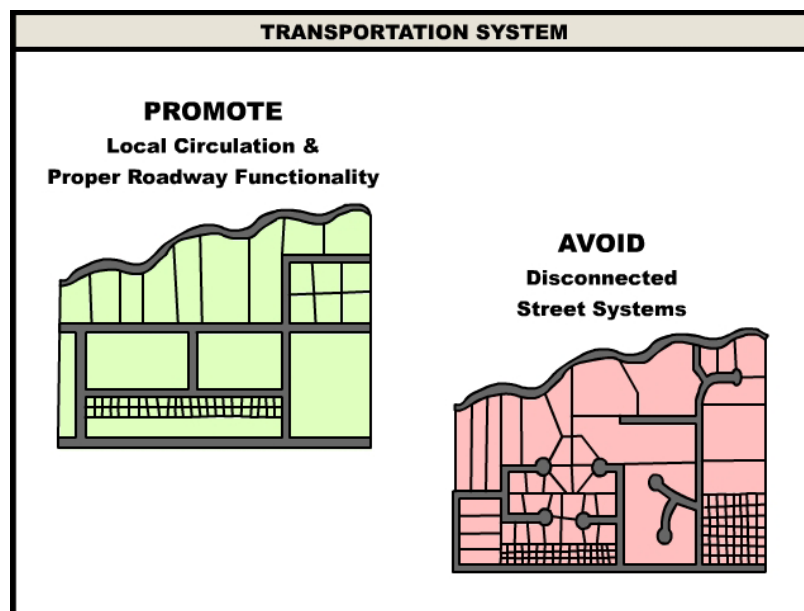 TRANSPORTATION SYSTEM
PROMOTE
Local Circulation &
Proper Roadway Functionality
AVOID
Disconnected
Street Systems